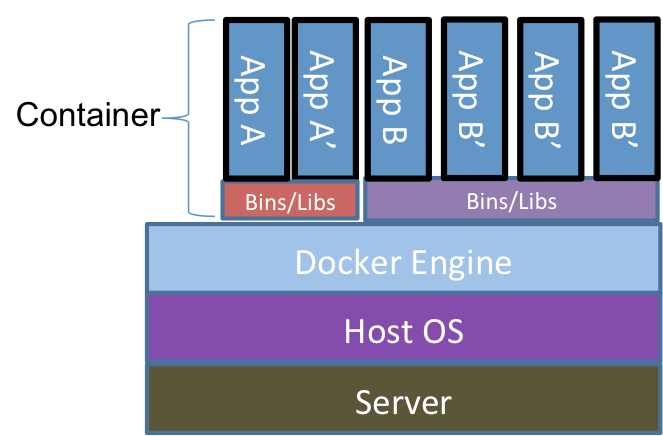 Container
App A
App A’
App B
App B’
App B’
App B’
Bins/Libs
Bins/Libs
Docker Engine
Host OS
Server